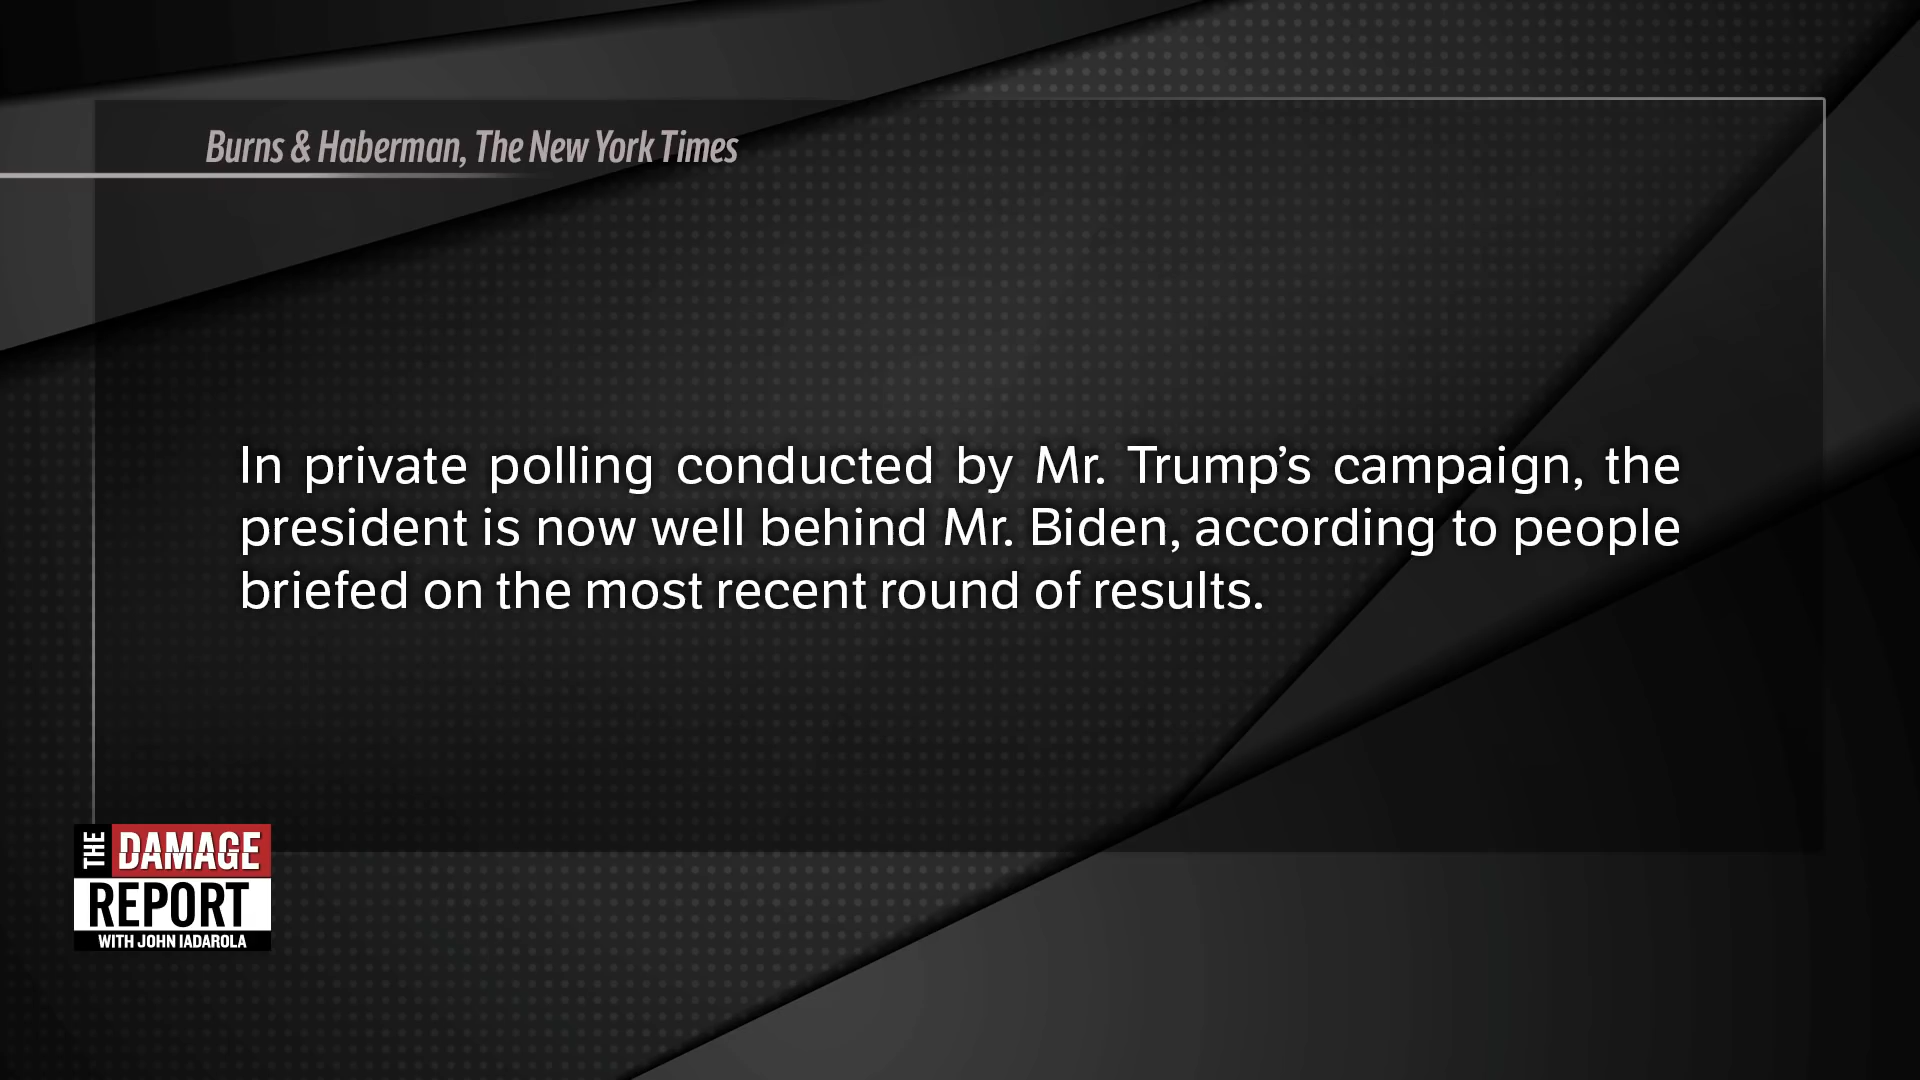 Burns & Haberman, The New York Times
In private polling conducted by Mr. Trump’s campaign, the
president is now well behind Mr. Biden, according to people
briefed on the most recent round of results.
THE DAMAGE
REPORT
WITH JOHN IADAROLA